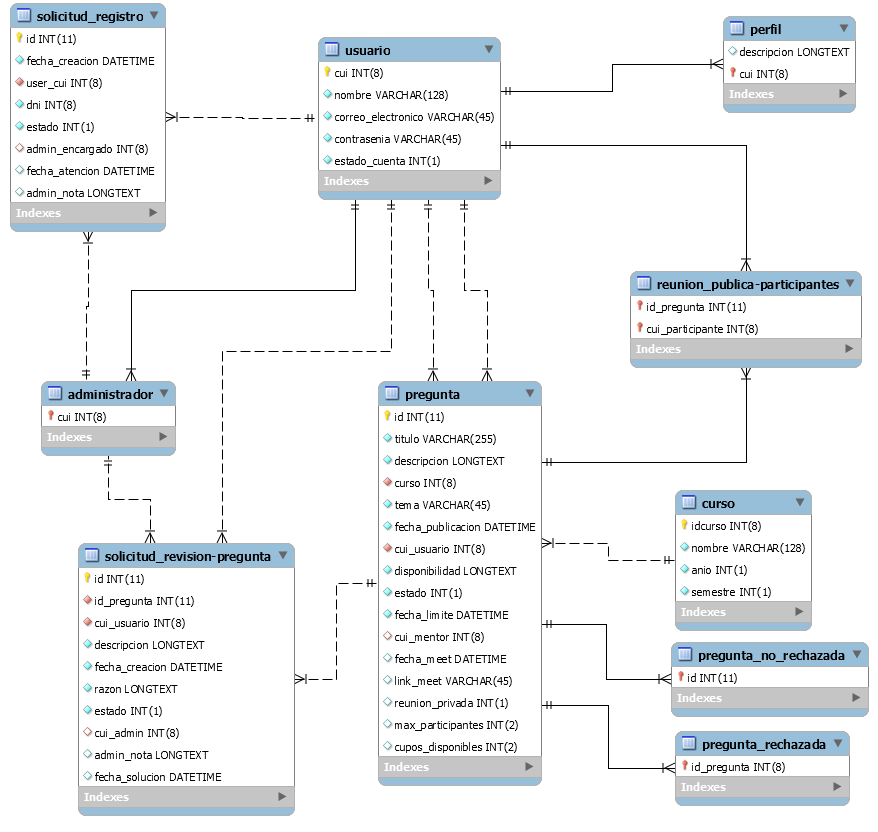 solicitud_registro
id INT(11)
fecha_creacion DATETIME
user_cui INT(8)
dni INT(8)
estado INT(1)
admin_encargado INT(8)
fecha_atencion DATETIME
admin_nota LONGTEXT
Indexes
usuario
cui INT(8)
nombre VARCHAR(128)
correo_electronico VARCHAR(45)
contrasenia VARCHAR(45)
estado_cuenta INT(1)
Indexes
perfil
descripcion LONGTEXT
cui INT(8)
Indexes
reunion_publica-participantes
id_pregunta INT(11)
cui_participante INT(8)
Indexes
administrador
cui INT(8)
Indexes
pregunta
id INT(11)
titulo VARCHAR(255)
descripcion LONGTEXT
curso INT(8)
tema VARCHAR(45)
fecha_publicacion DATETIME
cui_usuario INT(8)
disponibilidad LONGTEXT
estado INT(1)
fecha_limite DATETIME
cui_mentor INT(8)
fecha_meet DATETIME
link_meet VARCHAR(45)
reunion_privada INT(1)
max_participantes INT(2)
cupos_disponibles INT(2)
Indexes
curso
idcurso INT(8)
nombre VARCHAR(128)
anio INT(1)
semestre INT(1)
Indexes
solicitud_revision-pregunta
id INT(11)
id_pregunta INT(11)
cui_usuario INT(8)
descripcion LONGTEXT
fecha_creacion DATETIME
razon LONGTEXT
estado INT(1)
cui_admin INT(8)
admin_nota LONGTEXT
fecha_solucion DATETIME
Indexes
pregunta_no_rechazada
id INT(11)
Indexes
pregunta_rechazada
id_pregunta INT(8)
Indexes